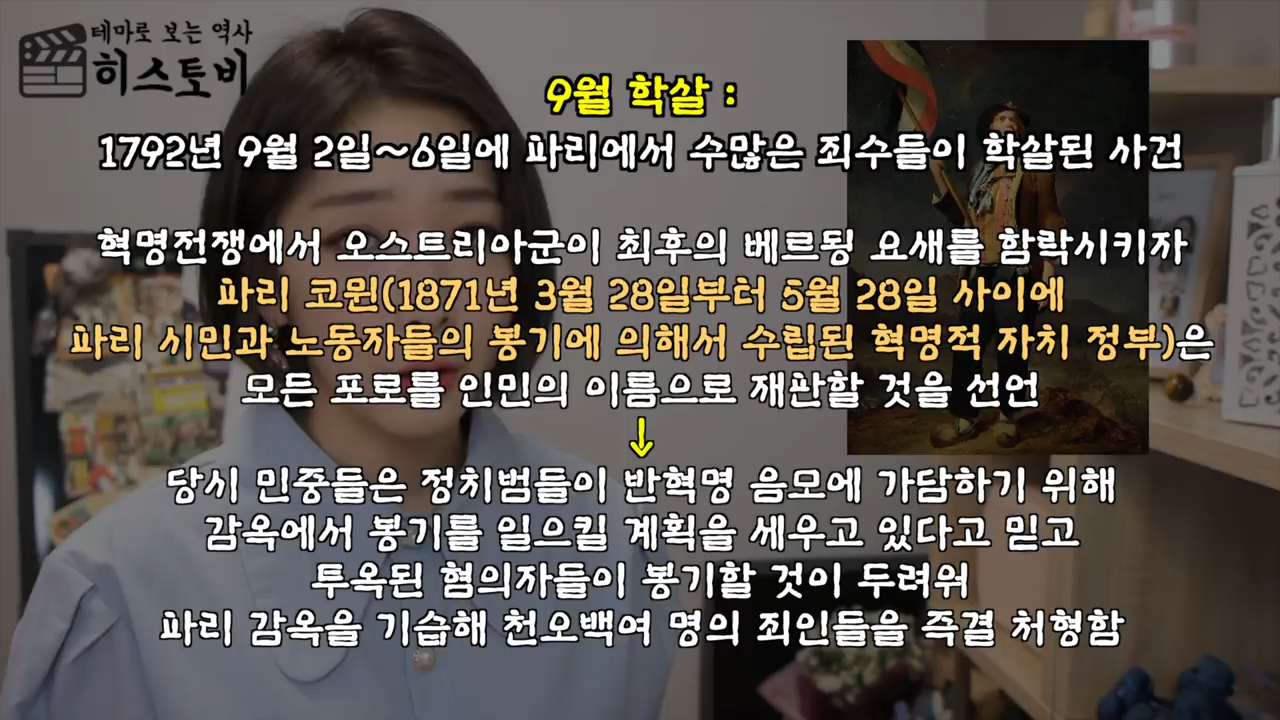 테마로 보는 역사
히스토비
9월 학살 :
1792년 9월 2일~6일에 파리에서 수많은 죄수들이 학살된 사건
혁명전쟁에서 오스트리아군이 최후의 베르됭 요새를 함락시키자
파리 코뮌(1871년 3월 28일부터 5월 28일 사이에
파리 시민과 노동자들의 봉기에 의해서 수립된 혁명적 자치 정부)은
모든 포로를 인민의 이름으로 재판할 것을 선언
↓
당시 민중들은 정치범들이 반혁명 음모에 가담하기 위해
감옥에서 봉기를 일으킬 계획을 세우고 있다고 믿고
투옥된 혐의자들이 봉기할 것이 두려워
파리 감옥을 기습해 천오백여 명의 죄인들을 즉결 처형함